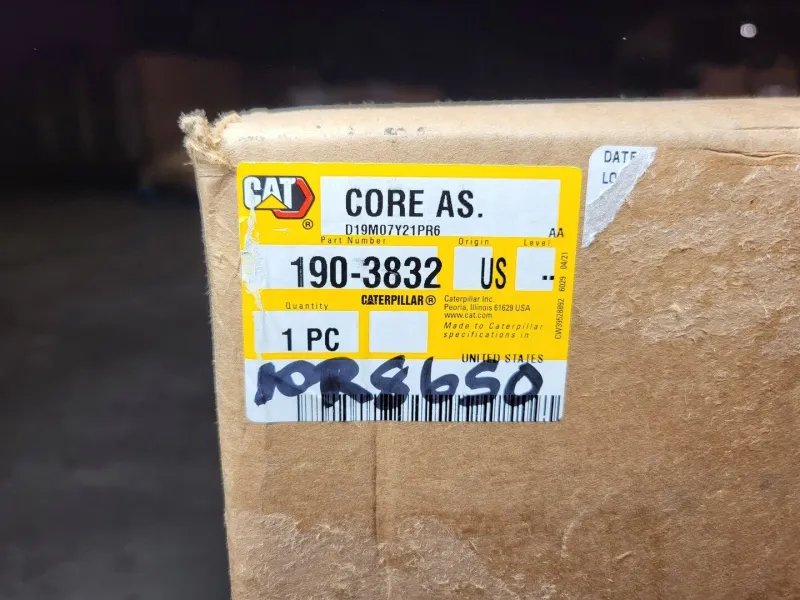 DATE
LO
CAT®
CORE AS.
D19M07Y21PR6
AA
Part Number
Origin
Level
190-3832
US
--
CATERPILLAR®
Caterpillar Inc.
Peoria, Illinois 61629 USA
www.cat.com
Quantity
1 PC
Made to Caterpillar
specifications in
UNITED STATES
10R8650